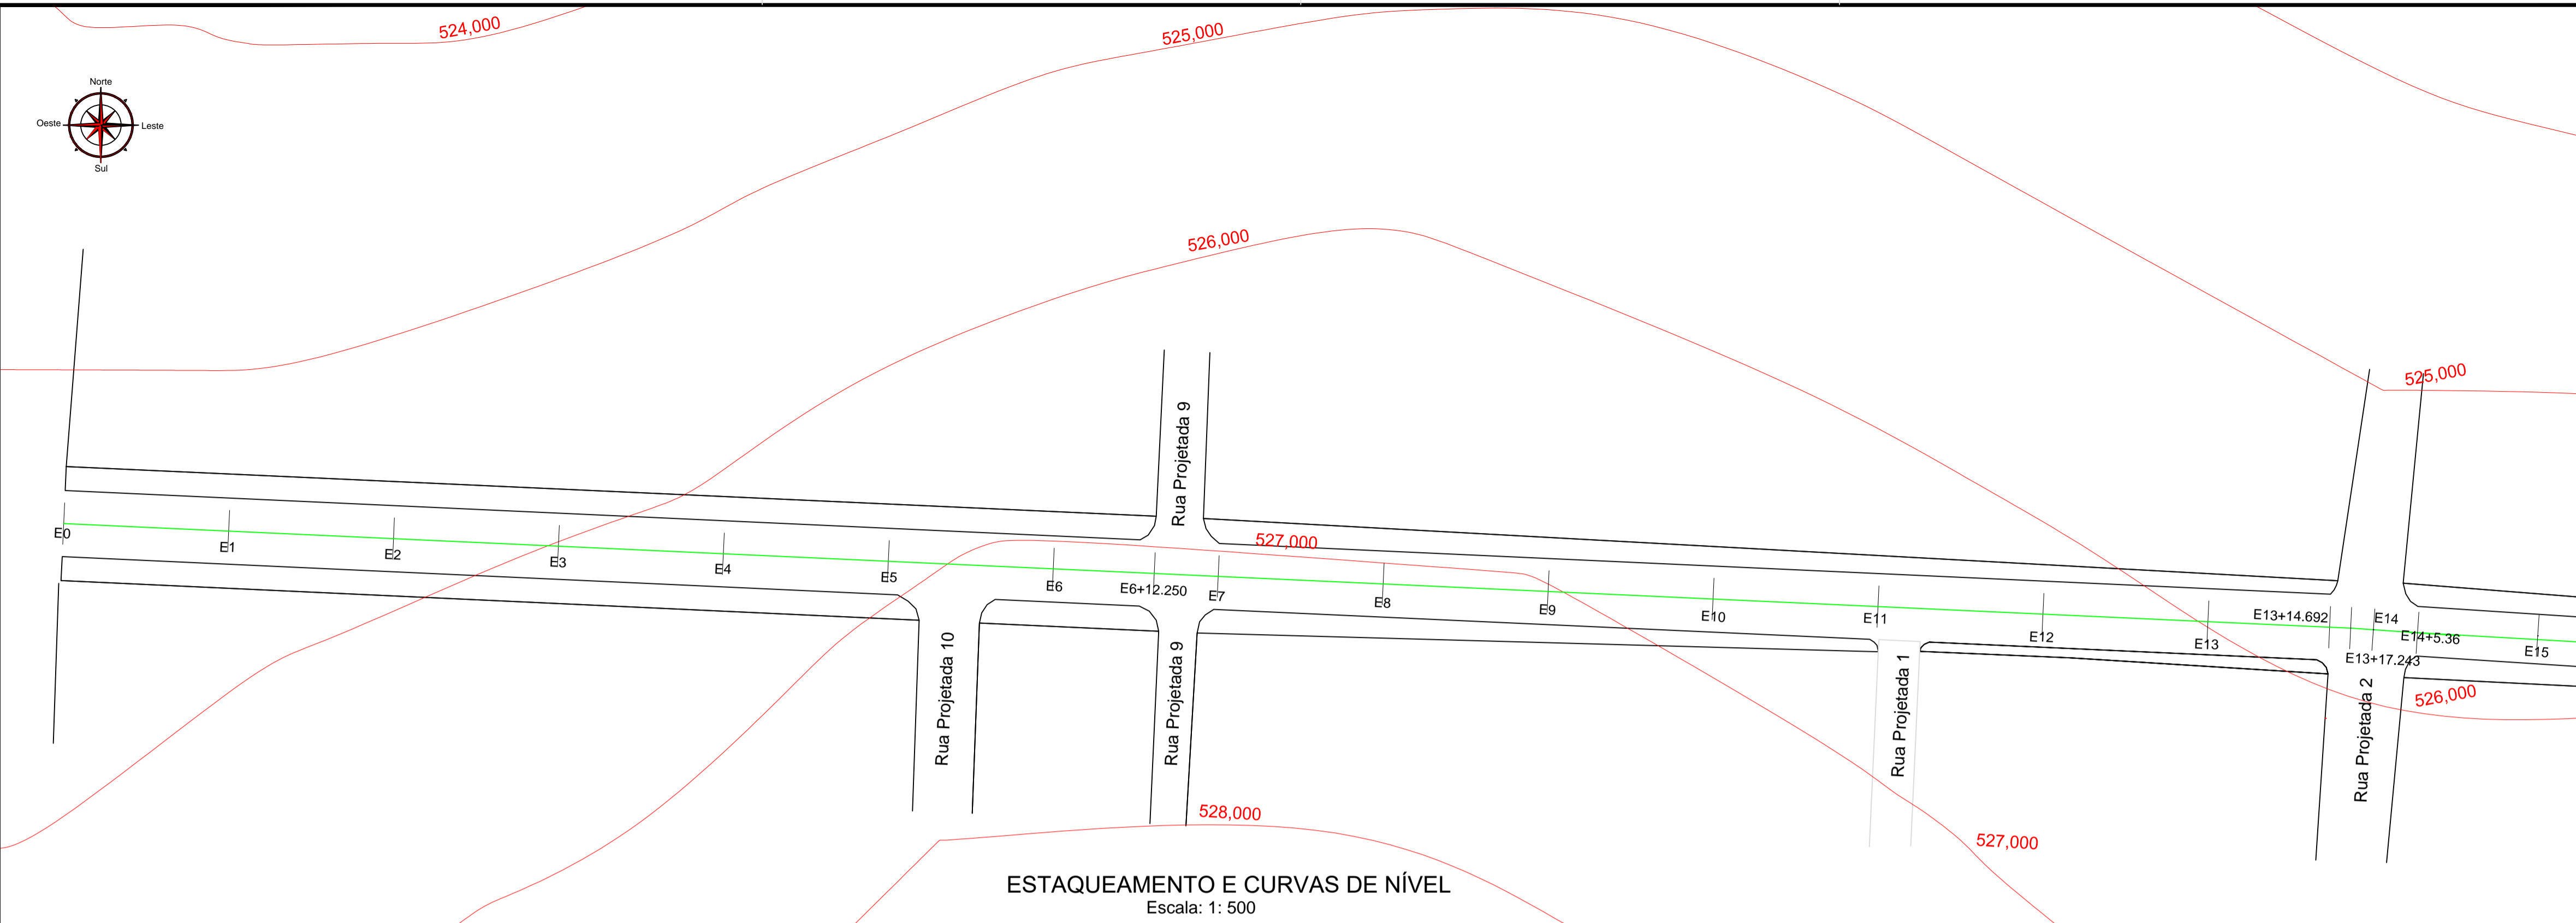 524,000
525,000
Norte
Oeste
Leste
Sul
526,000
525,000
Rua Projetada 9
E0
E1
E2
E3
E4
E5
E6
E6+12.250
E7
527,000
E8
E9
E10
E11
E12
E13
E13+14.692
E13+17.243
E14
E14+5.36
E15
Rua Projetada 10
Rua Projetada 9
Rua Projetada 1
Rua Projetada 2
526,000
528,000
527,000
ESTAQUEAMENTO E CURVAS DE NÍVEL
Escala: 1: 500